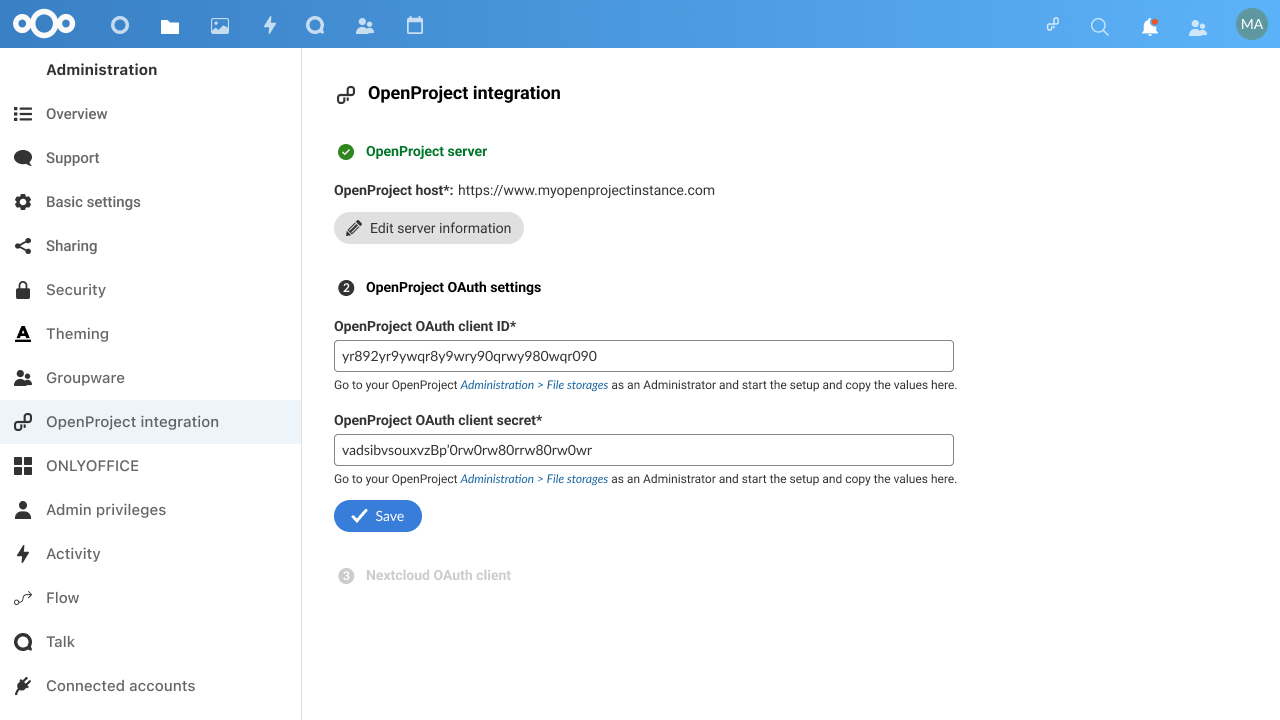 MA
Administration
Overview
Support
Basic settings
Sharing
Security
Theming
Groupware
OpenProject integration
ONLYOFFICE
Admin privileges
Activity
Flow
Talk
Connected accounts
OpenProject integration
OpenProject server
OpenProject host*: https://www.myopenprojectinstance.com
Edit server information
2 OpenProject OAuth settings
OpenProject OAuth client ID*
yr892yr9ywqr8y9wry90qrwy980wqr090
Go to your OpenProject Administration > File storages as an Administrator and start the setup and copy the values here.
OpenProject OAuth client secret*
vadsibvsouxvzBp'0rw0rw80rrw80rw0wr
Go to your OpenProject Administration > File storages as an Administrator and start the setup and copy the values here.
Save
3 Nextcloud OAuth client